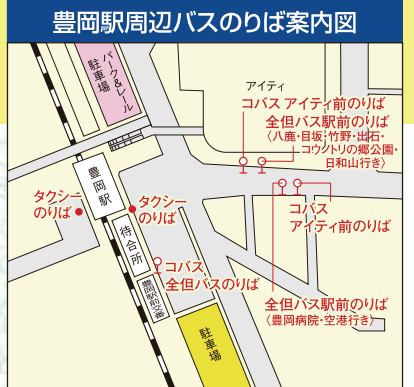 豊岡駅周辺バスのりば案内図
パーク&レール
駐車場
アイティ
コバス アイティ前のりば
全但バス駅前のりば
〈八鹿・目坂・竹野・出石・
コウノトリの郷公園・
日和山行き〉
豊岡駅
タクシー
のりば
タクシー
のりば
待合所
コバス
アイティ前のりば
コバス
全但バスのりば
豊岡駅前交番
全但バス駅前のりば
〈豊岡病院・空港行き〉
駐車場